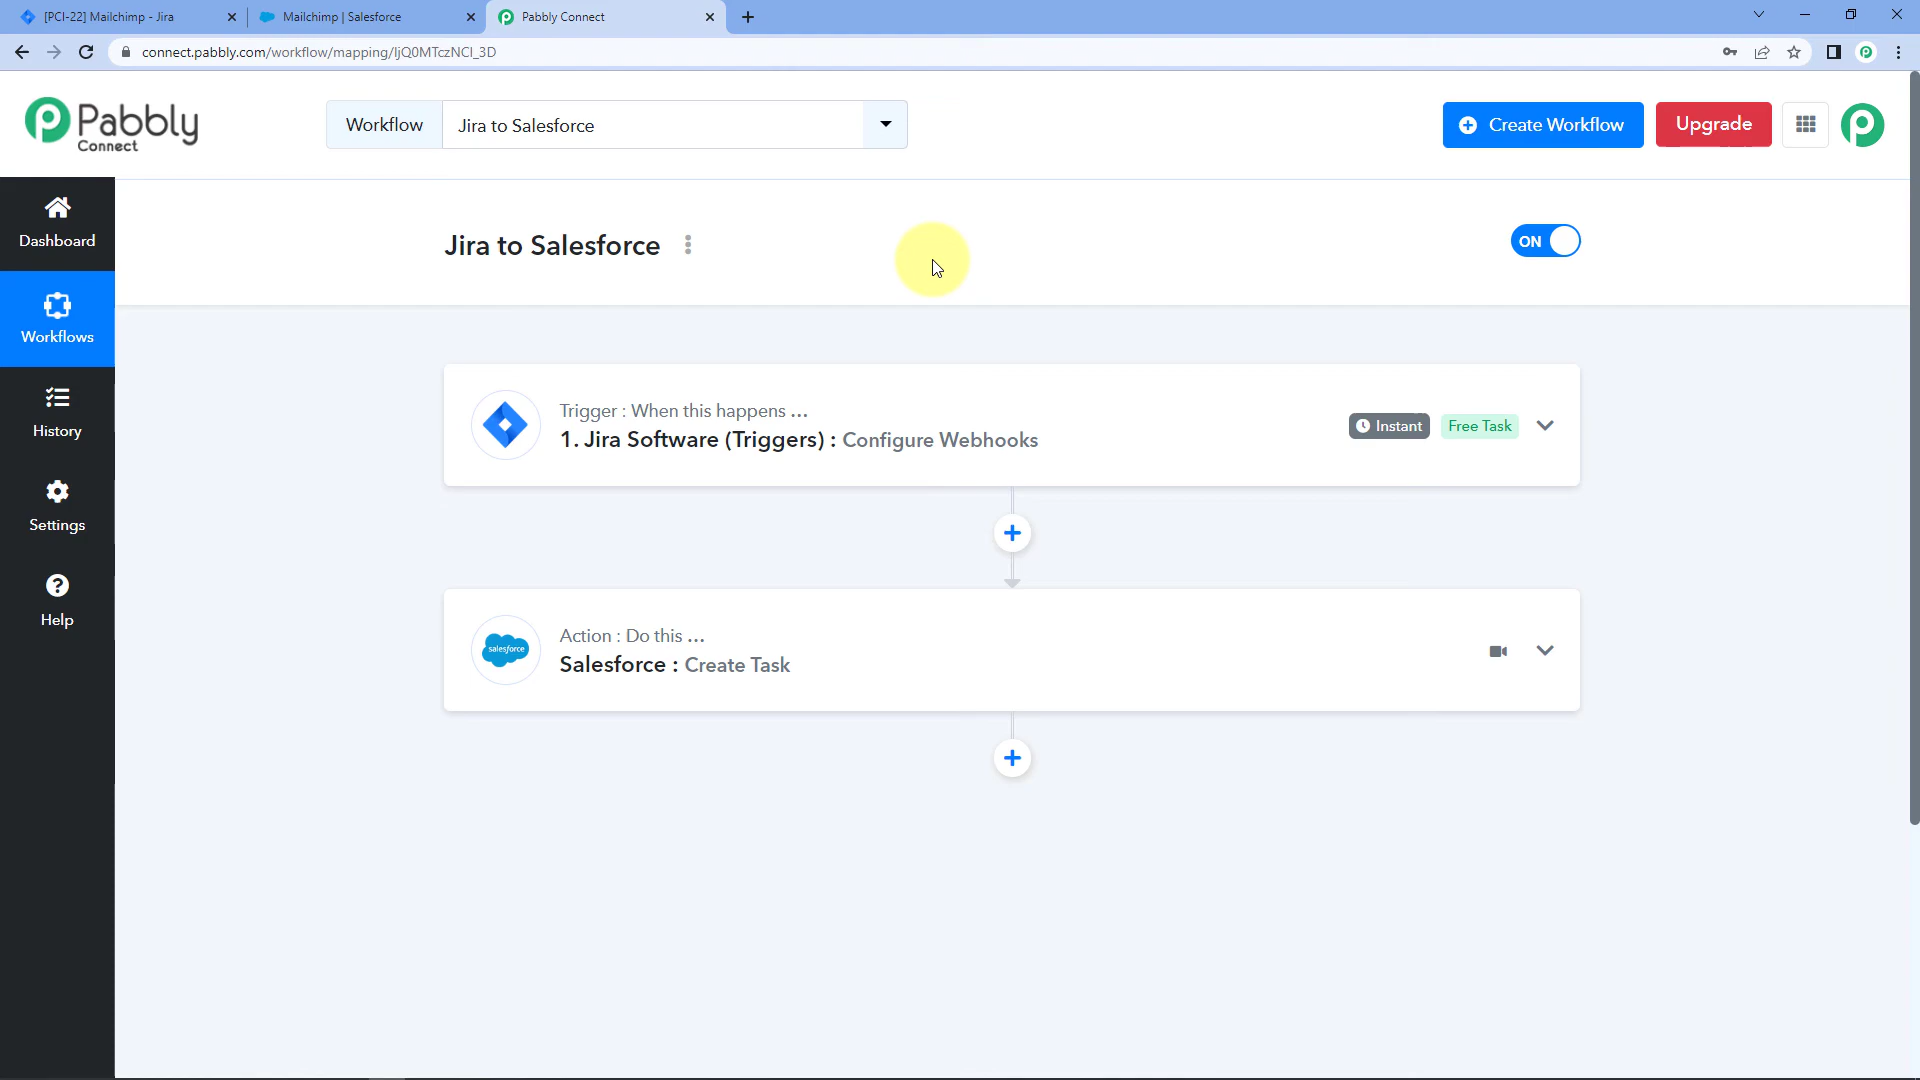 [PCI-22] Mailchimp - Jira
Mailchimp | Salesforce
Pabbly Connect
connect.pabbly.com/workflow/mapping/IjQ0MTczNCI_3D
Pabbly
Connect
Workflow
Jira to Salesforce
Create Workflow
Upgrade
Dashboard
Workflows
History
Settings
Help
Jira to Salesforce
ON
Trigger : When this happens ...
1. Jira Software (Triggers) : Configure Webhooks
Instant
Free Task
salesforce
Action : Do this ...
Salesforce : Create Task